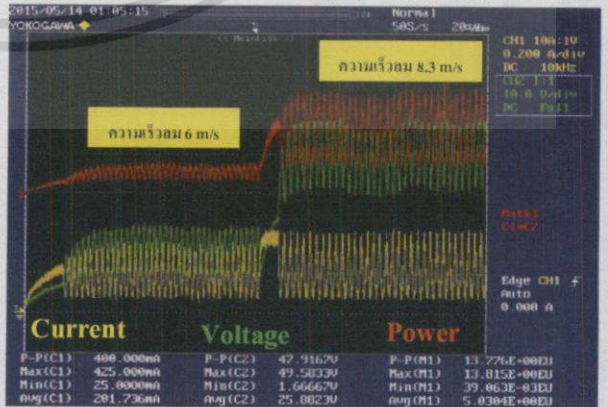 2015/05/14 01:05:15
YOKOGAWA
Normal
50S/s
CH1 10A:1V
0.200 A/div
DC 10kHz
CH2 1:1
10.0 V/div
DC Full
ความเร็วลม 8.3 m/s
ความเร็วลม 6 m/s
Math1
C1*C2
Edge CH1
Auto
0.000 A
Current Voltage Power
P-P(C1) 400.000mA P-P(C2) 47.9167V P-P(M1) 13.776E+00EU
Max(C1) 425.000mA Max(C2) 49.5833V Max(M1) 13.815E+00EU
Min(C1) 25.0000mA Min(C2) 1.66667V Min(M1) 39.063E-03EU
Avg(C1) 201.736mA Avg(C2) 25.8823V Avg(M1) 5.0304E+00EU